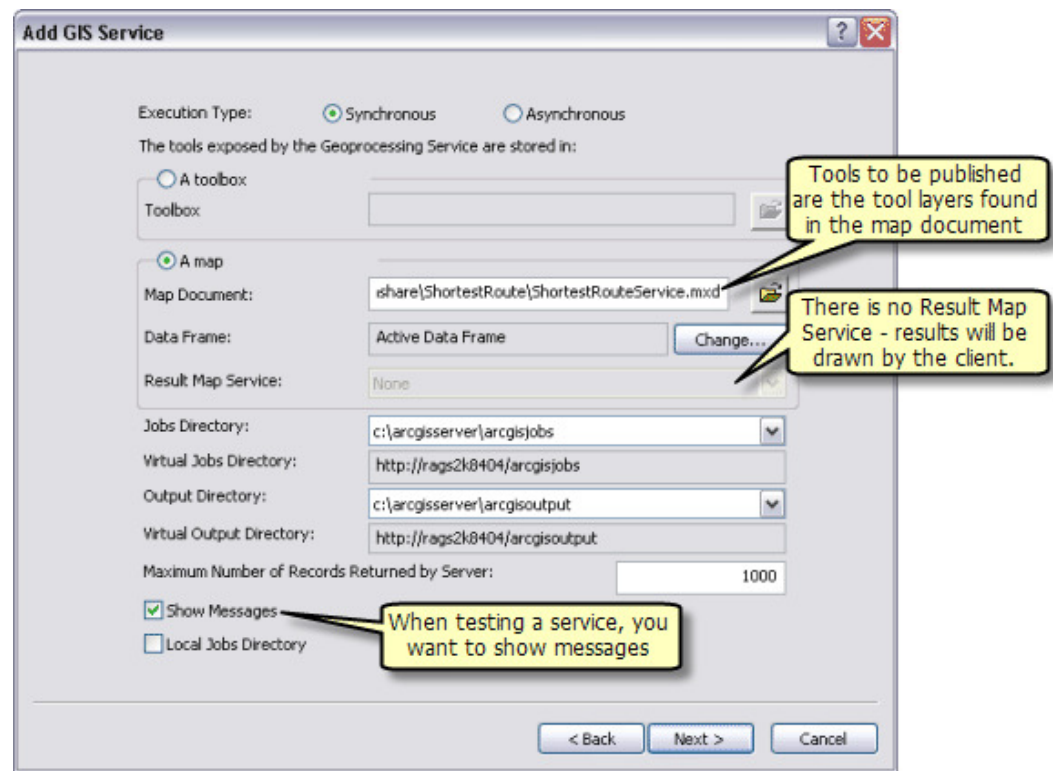 Add GIS Service
Execution Type: Synchronous Asynchronous
The tools exposed by the Geoprocessing Service are stored in:
A toolbox
Toolbox
Tools to be published
are the tool layers found
in the map document
A map
Map Document: ıshare\ShortestRoute\ShortestRouteService.mxd
There is no Result Map
Service - results will be
drawn by the client.
Data Frame: Active Data Frame Change...
Result Map Service: None
Jobs Directory: c:\arcgisserver\arcgisjobs
Virtual Jobs Directory: http://rags2k8404/arcgisjobs
Output Directory: c:\arcgisserver\arcgisoutput
Virtual Output Directory: http://rags2k8404/arcgisoutput
Maximum Number of Records Returned by Server: 1000
Show Messages
When testing a service, you
want to show messages
Local Jobs Directory
< Back Next > Cancel